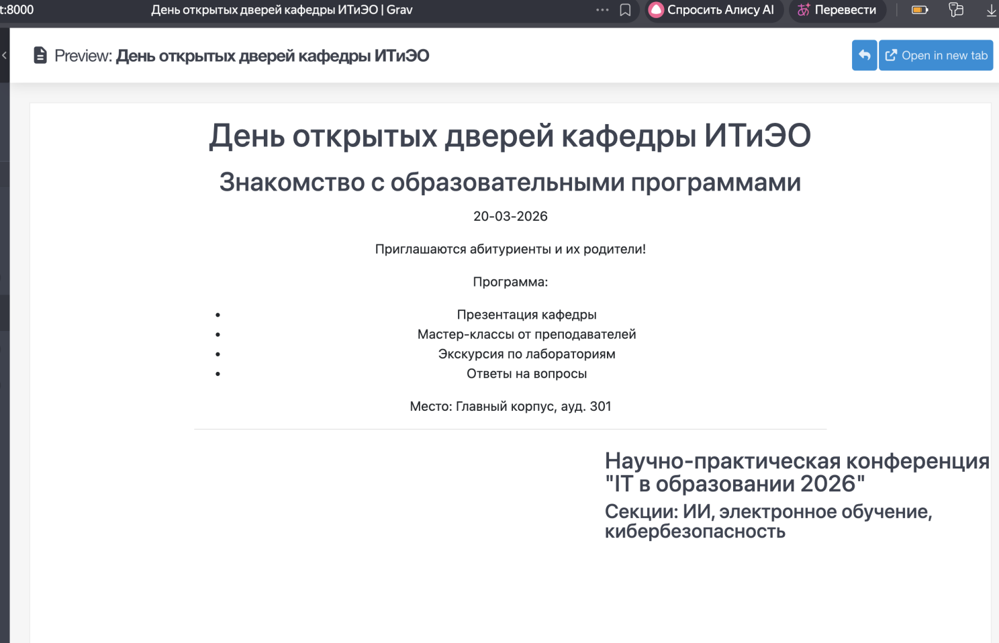 t:8000
День открытых дверей кафедры ИТиЭО | Grav
Спросить Алису AI
Перевести
Preview: День открытых дверей кафедры ИТиЭО
Open in new tab
День открытых дверей кафедры ИТиЭО
Знакомство с образовательными программами
20-03-2026
Приглашаются абитуриенты и их родители!
Программа:
• Презентация кафедры
• Мастер-классы от преподавателей
• Экскурсия по лабораториям
• Ответы на вопросы
Место: Главный корпус, ауд. 301
Научно-практическая конференция
"IT в образовании 2026"
Секции: ИИ, электронное обучение,
кибербезопасность